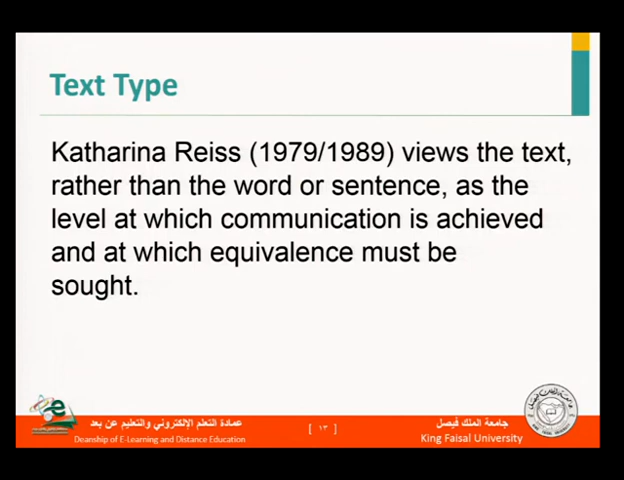 Text Type
Katharina Reiss (1979/1989) views the text,
rather than the word or sentence, as the
level at which communication is achieved
and at which equivalence must be
sought.
عمادة التعلم الإلكتروني والتعليم عن بعد
Deanship of E-Learning and Distance Education
[ ١٣ ]
جامعة الملك فيصل
King Faisal University